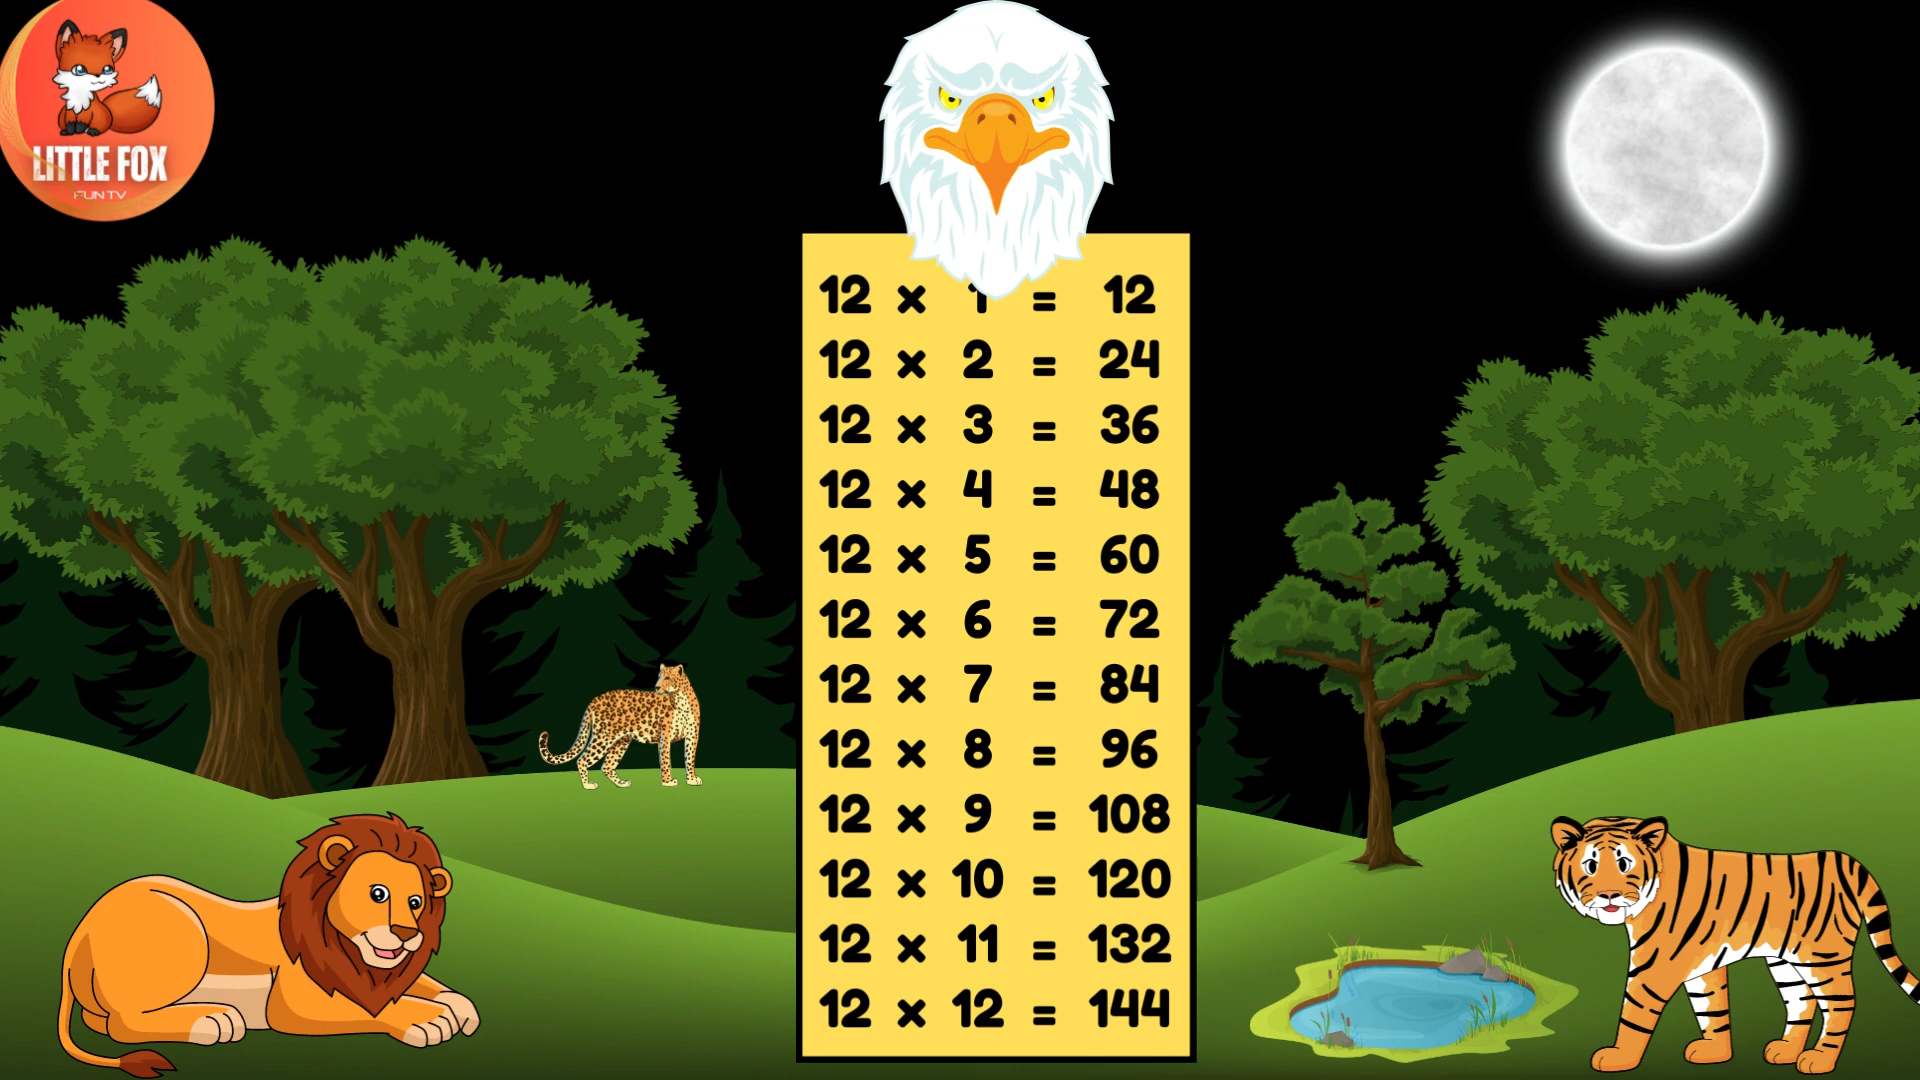 LITTLE FOX
FUN TV
12 × 1 = 12
12 × 2 = 24
12 × 3 = 36
12 × 4 = 48
12 × 5 = 60
12 × 6 = 72
12 × 7 = 84
12 × 8 = 96
12 × 9 = 108
12 × 10 = 120
12 × 11 = 132
12 × 12 = 144